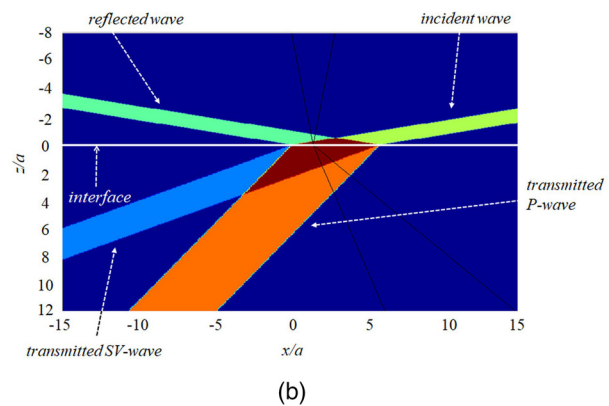 reflected wave
incident wave
-8
-6
-4
-2
0
2
4
6
8
10
12
z/a
interface
transmitted
P-wave
-15
-10
-5
0
5
10
15
transmitted SV-wave
x/a
(b)